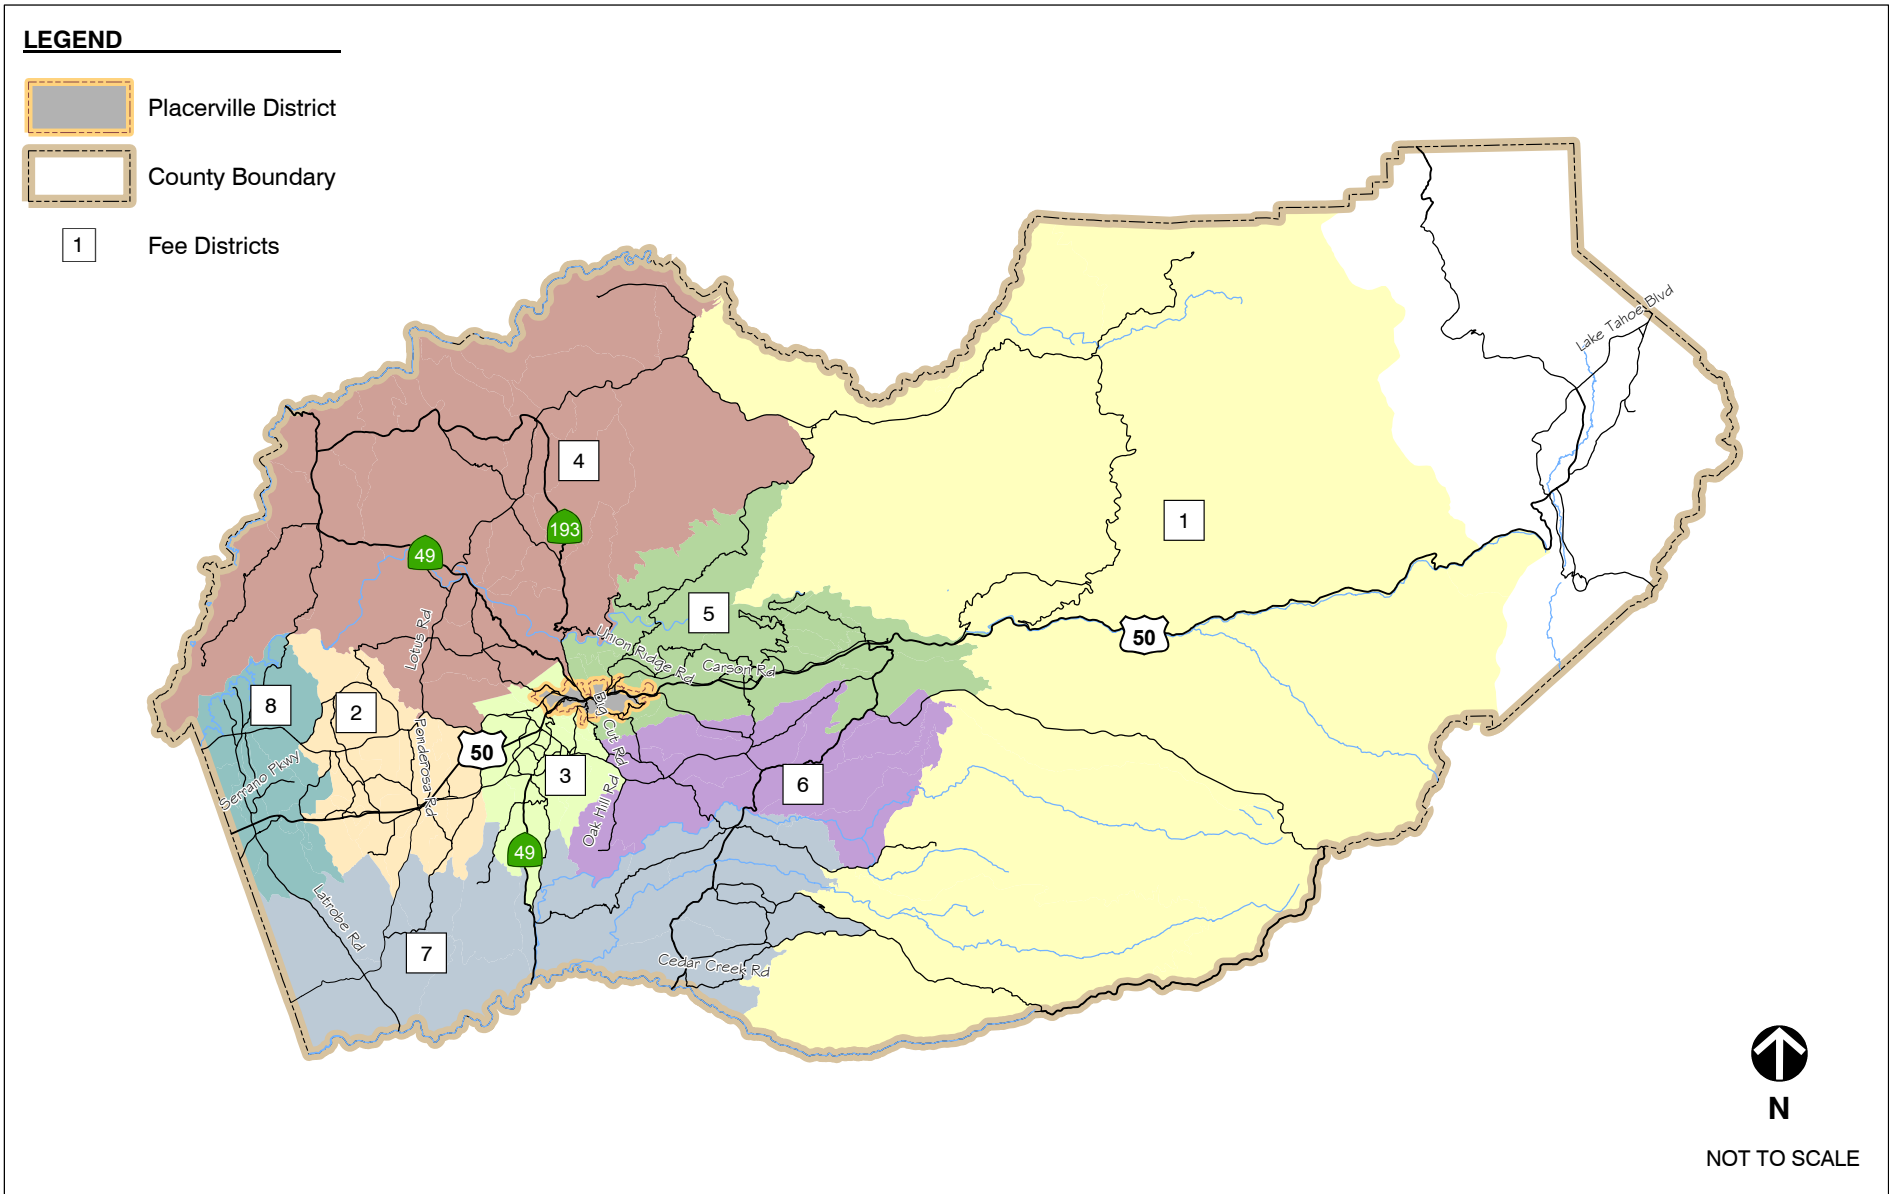 LEGEND
Placerville District
County Boundary
1
Fee Districts
Lake Tahoe Blvd
4
193
1
49
5
50
Lotus Rd
Union Ridge Rd
Carson Rd
8
2
Big Cut Rd
Ponderosa Rd
50
3
6
Serrano Pkwy
Oak Hill Rd
49
Latrobe Rd
7
Cedar Creek Rd
N
NOT TO SCALE